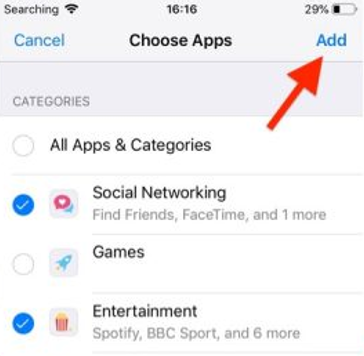 Searching 16:16 29%
Cancel Choose Apps Add
CATEGORIES
All Apps & Categories
Social Networking
Find Friends, FaceTime, and 1 more
Games
Entertainment
Spotify, BBC Sport, and 6 more